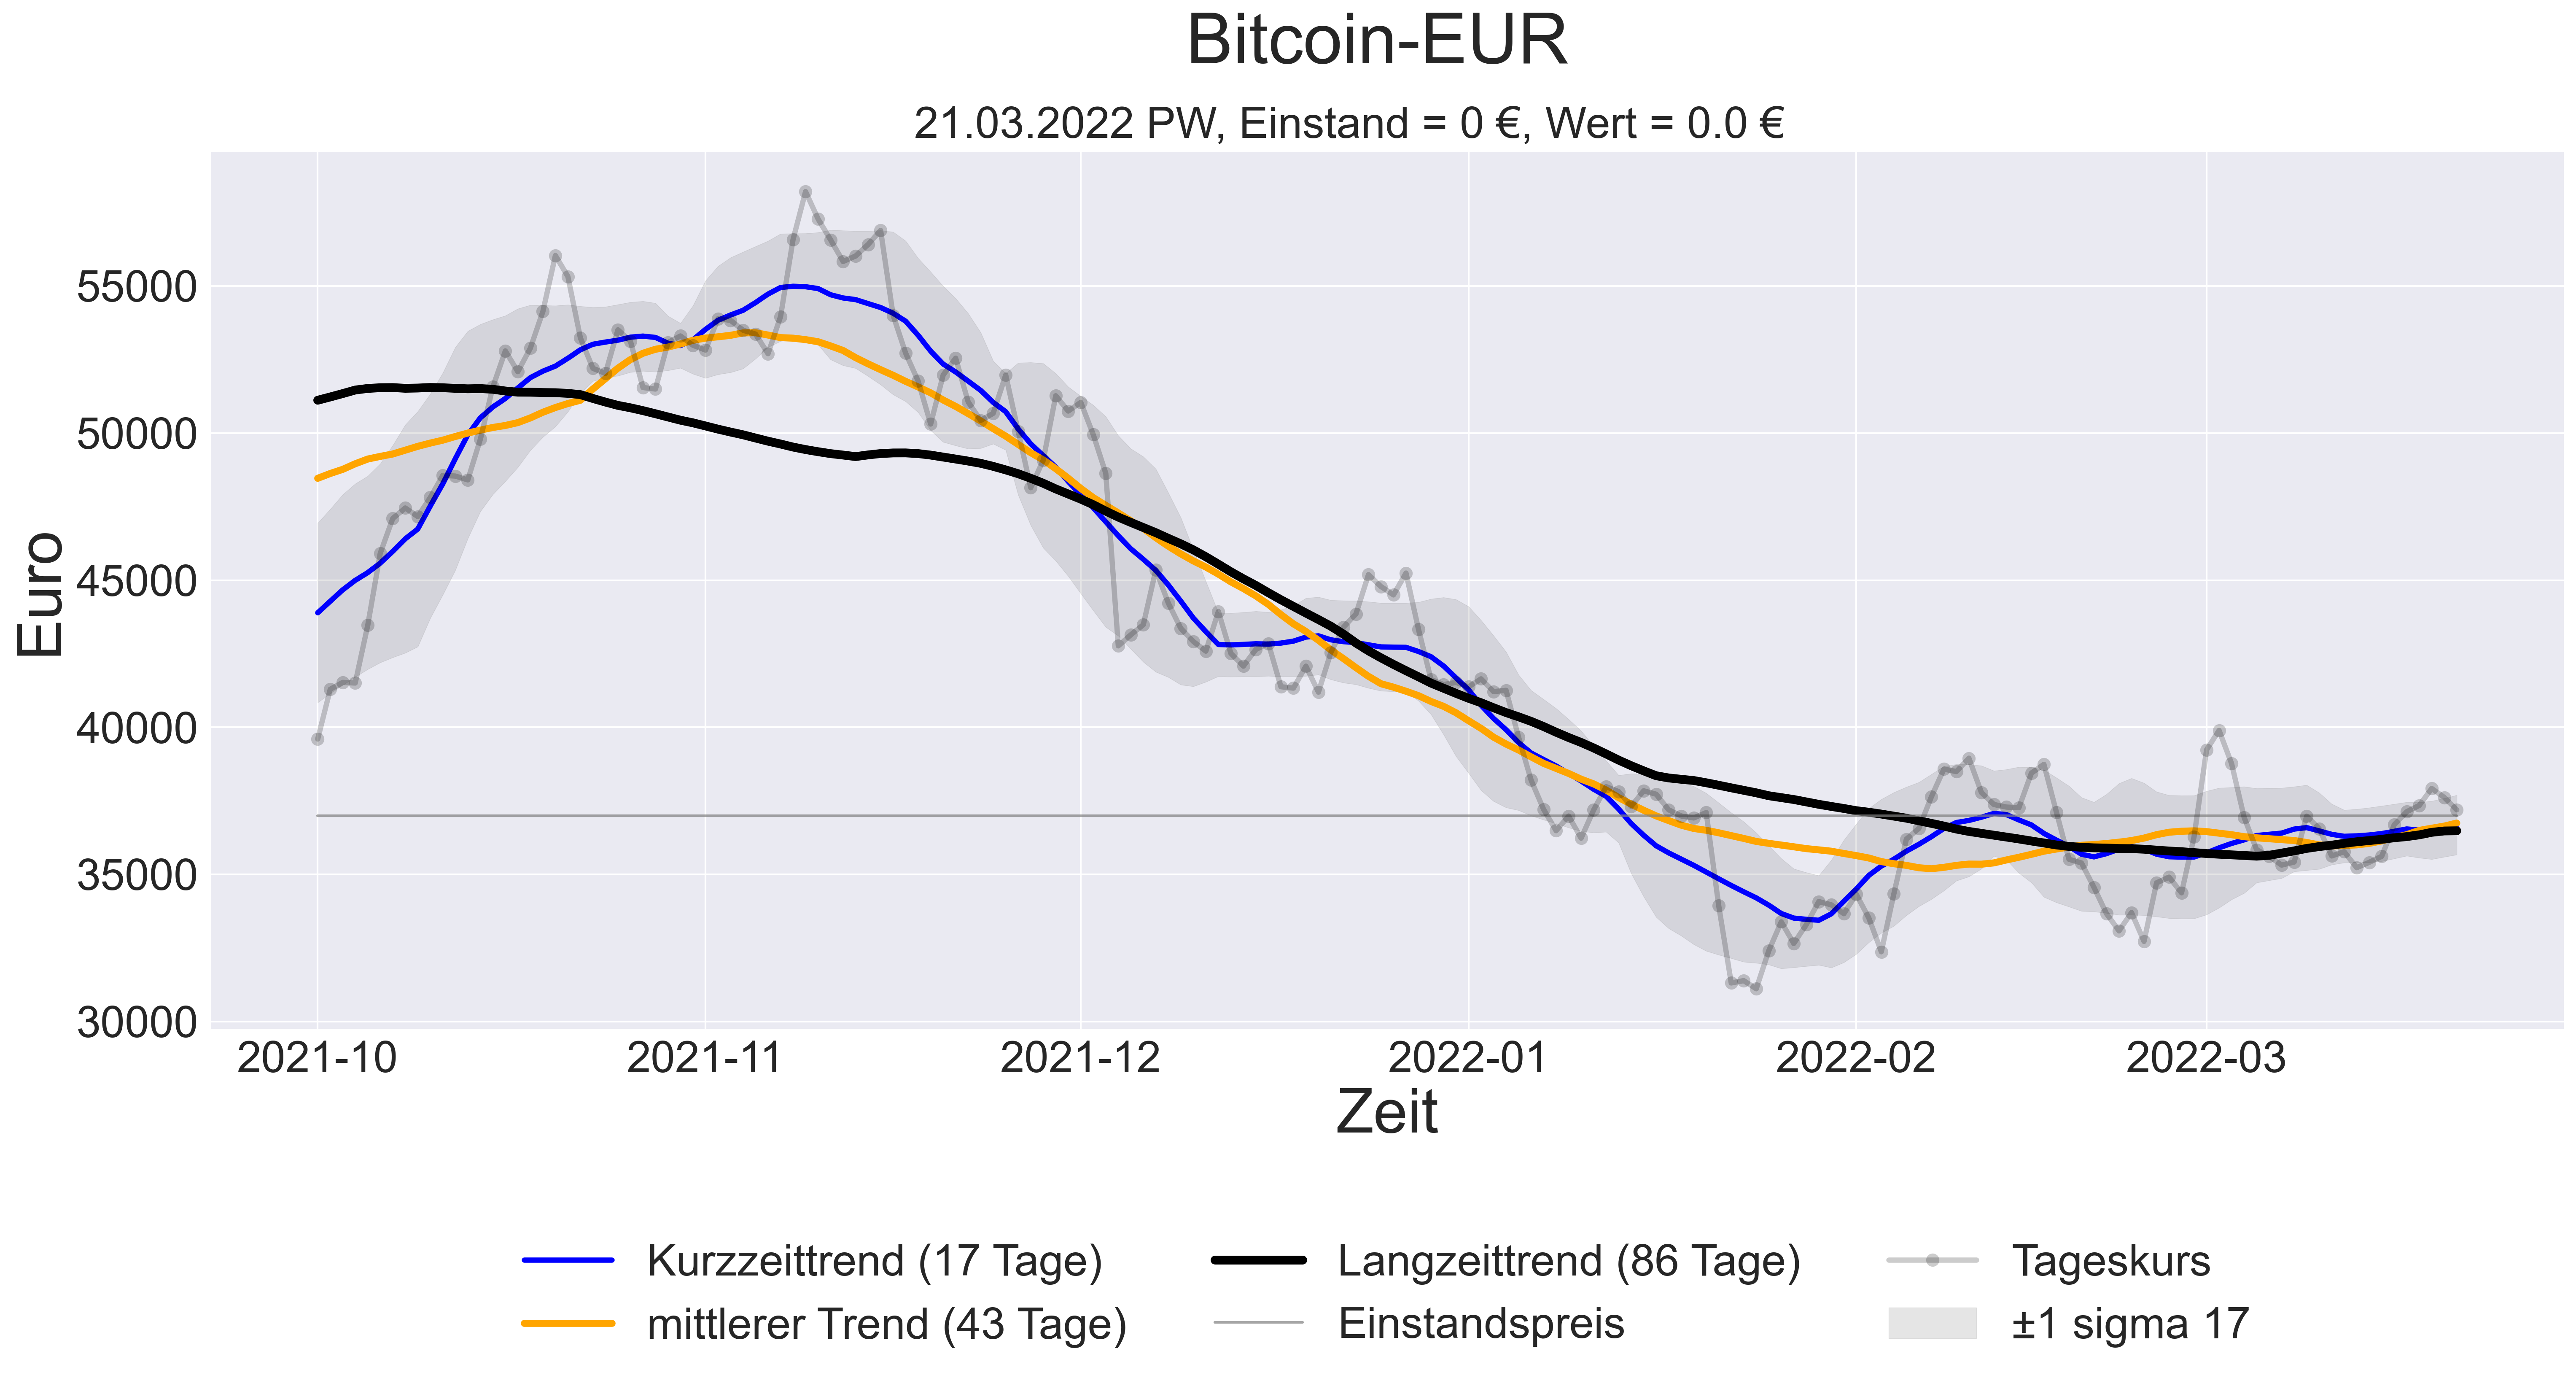 Bitcoin-EUR
21.03.2022 PW, Einstand = 0 €, Wert = 0.0 €
Euro
55000
50000
45000
40000
35000
30000
2021-10 2021-11 2021-12 2022-01 2022-02 2022-03
Zeit
Kurzzeittrend (17 Tage) Langzeittrend (86 Tage) Tageskurs
mittlerer Trend (43 Tage) Einstandspreis ±1 sigma 17